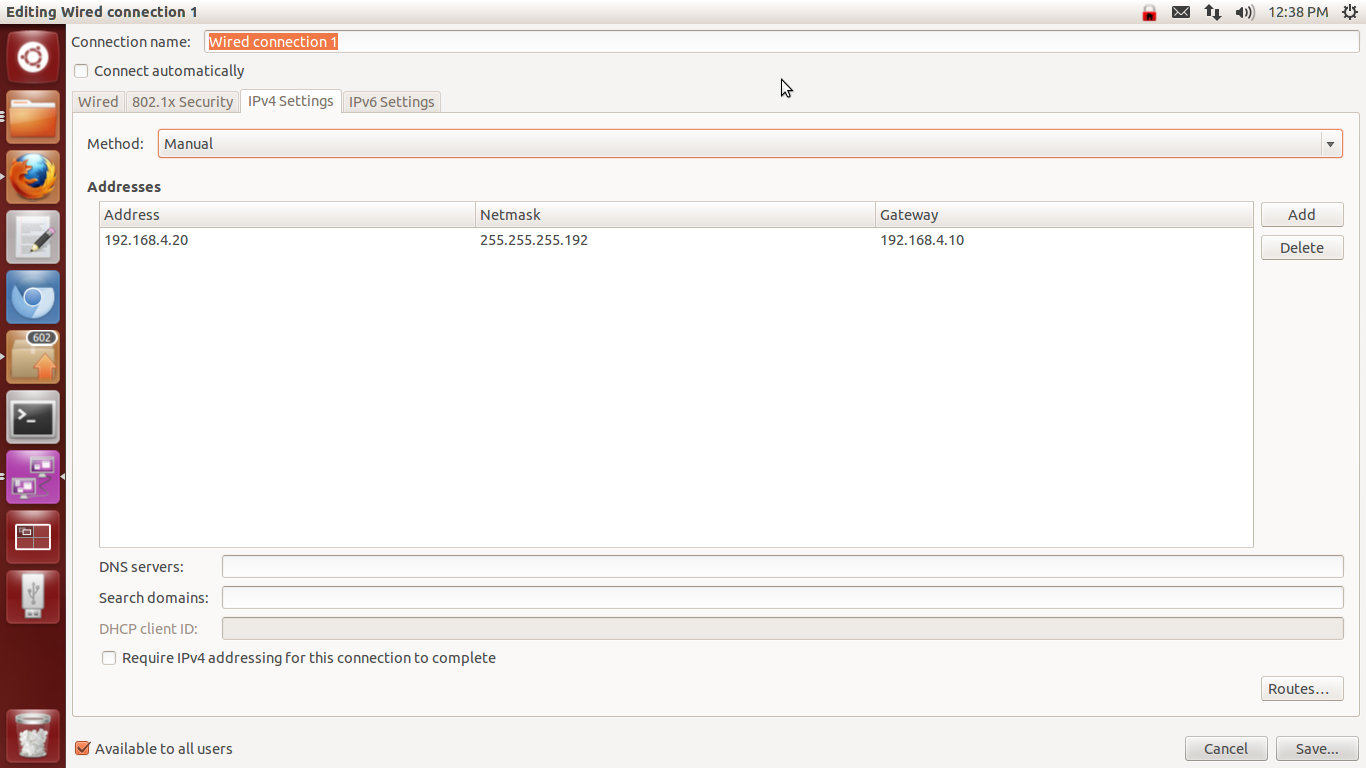 Editing Wired connection 1
12:38 PM
Connection name: Wired connection 1
Connect automatically
Wired 802.1x Security IPv4 Settings IPv6 Settings
Method: Manual
Addresses
Address Netmask Gateway Add
192.168.4.20 255.255.255.192 192.168.4.10 Delete
602
>_
DNS servers:
Search domains:
DHCP client ID:
Require IPv4 addressing for this connection to complete
Routes...
Available to all users Cancel Save...